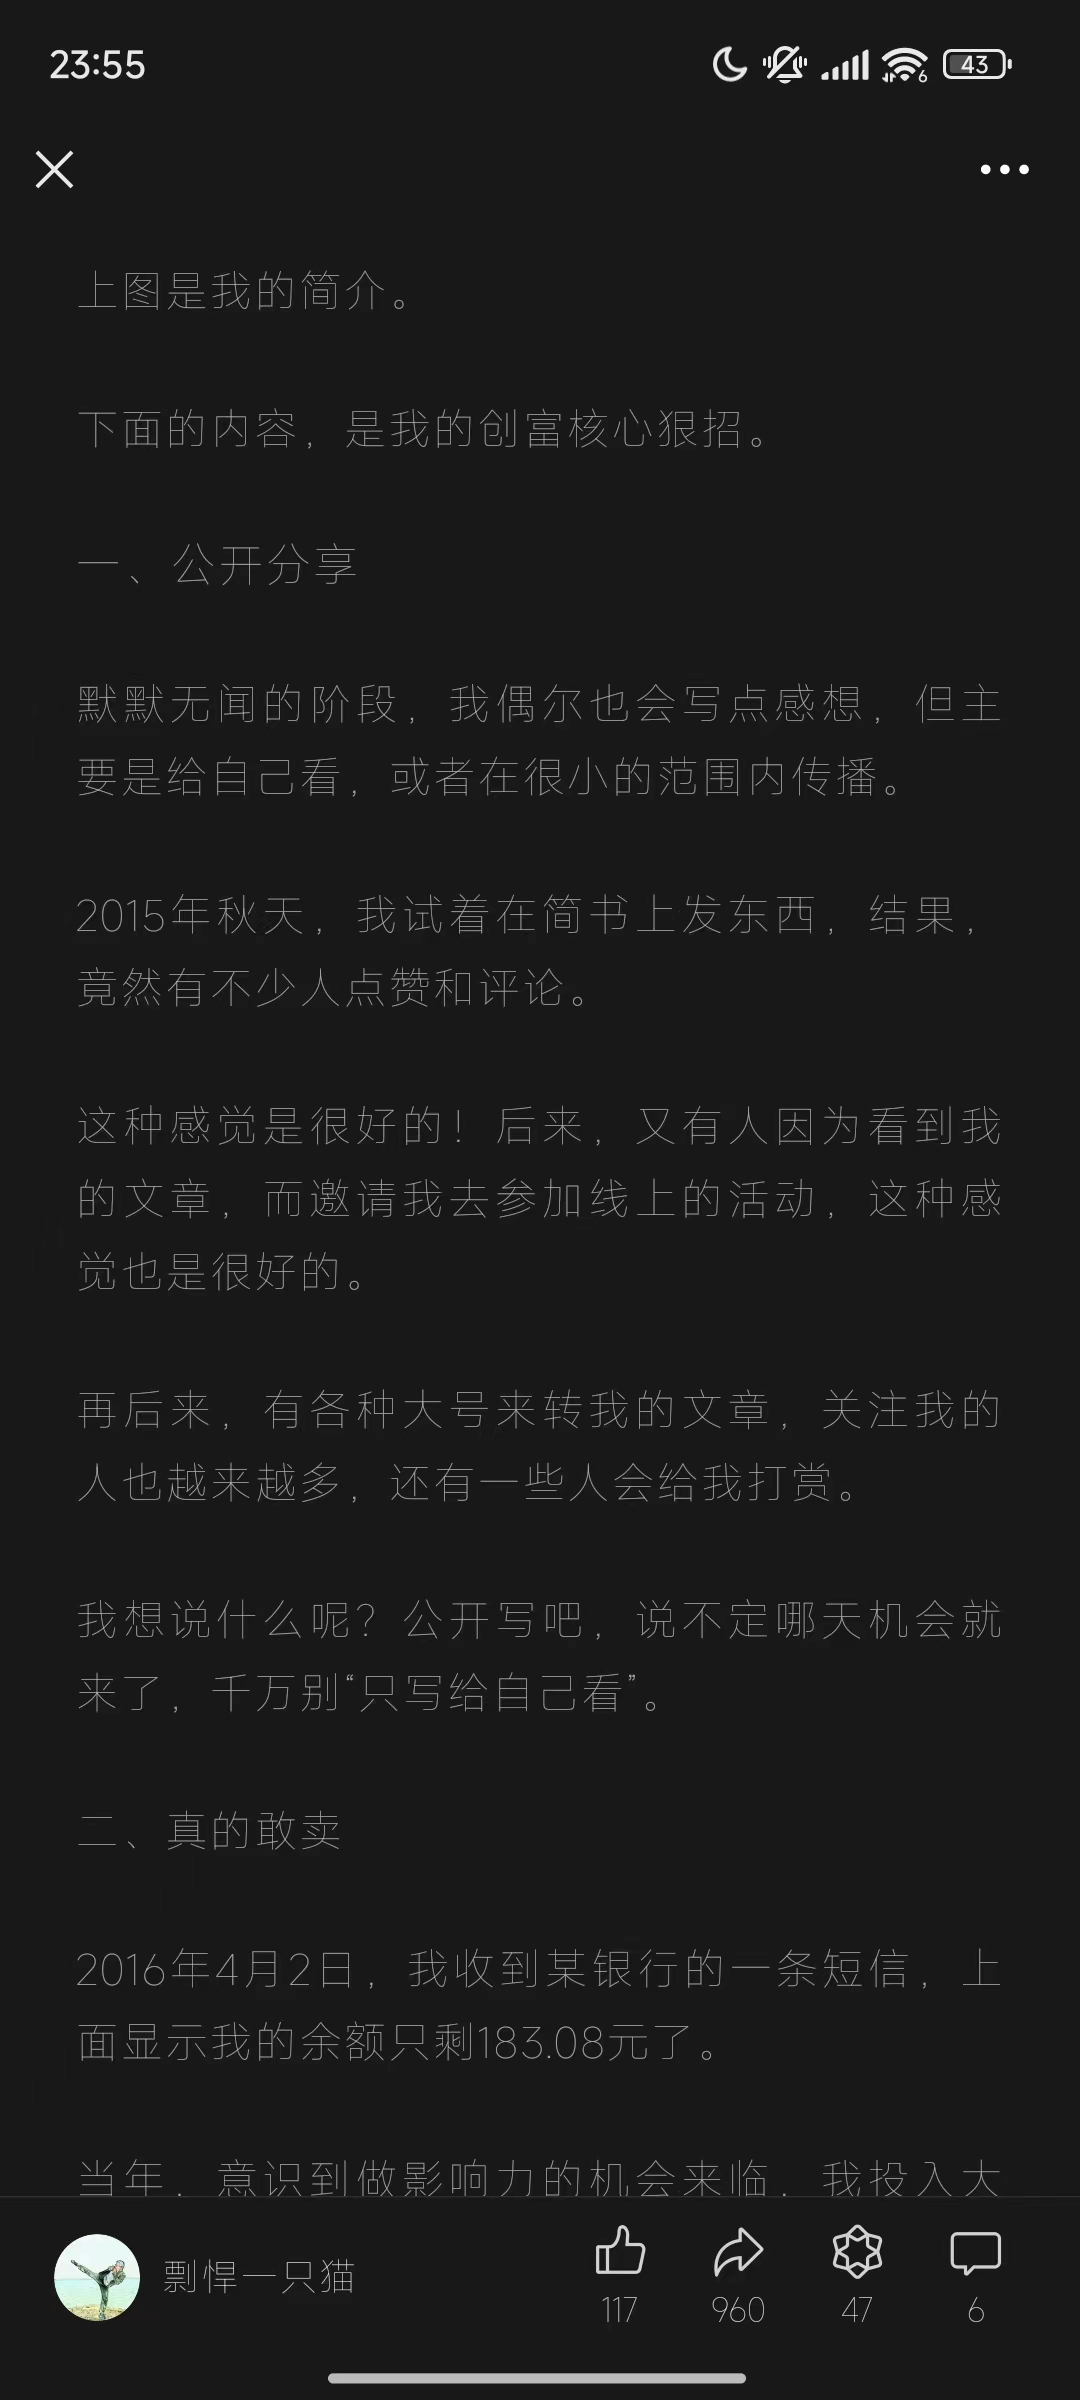 23:55
6
43
上图是我的简介。
下面的内容，是我的创富核心狠招。
一、公开分享
默默无闻的阶段，我偶尔也会写点感想，但主
要是给自己看，或者在很小的范围内传播。
2015年秋天，我试着在简书上发东西，结果，
竟然有不少人点赞和评论。
这种感觉是很好的！后来，又有人因为看到我
的文章，而邀请我去参加线上的活动，这种感
觉也是很好的。
再后来，有各种大号来转我的文章，关注我的
人也越来越多，还有一些人会给我打赏。
我想说什么呢？公开写吧，说不定哪天机会就
来了，千万别“只写给自己看”。
二、真的敢卖
2016年4月2日，我收到某银行的一条短信，上
面显示我的余额只剩183.08元了。
当年，意识到做影响力的机会来临，我投入大
剽悍一只猫
117
960
47
6